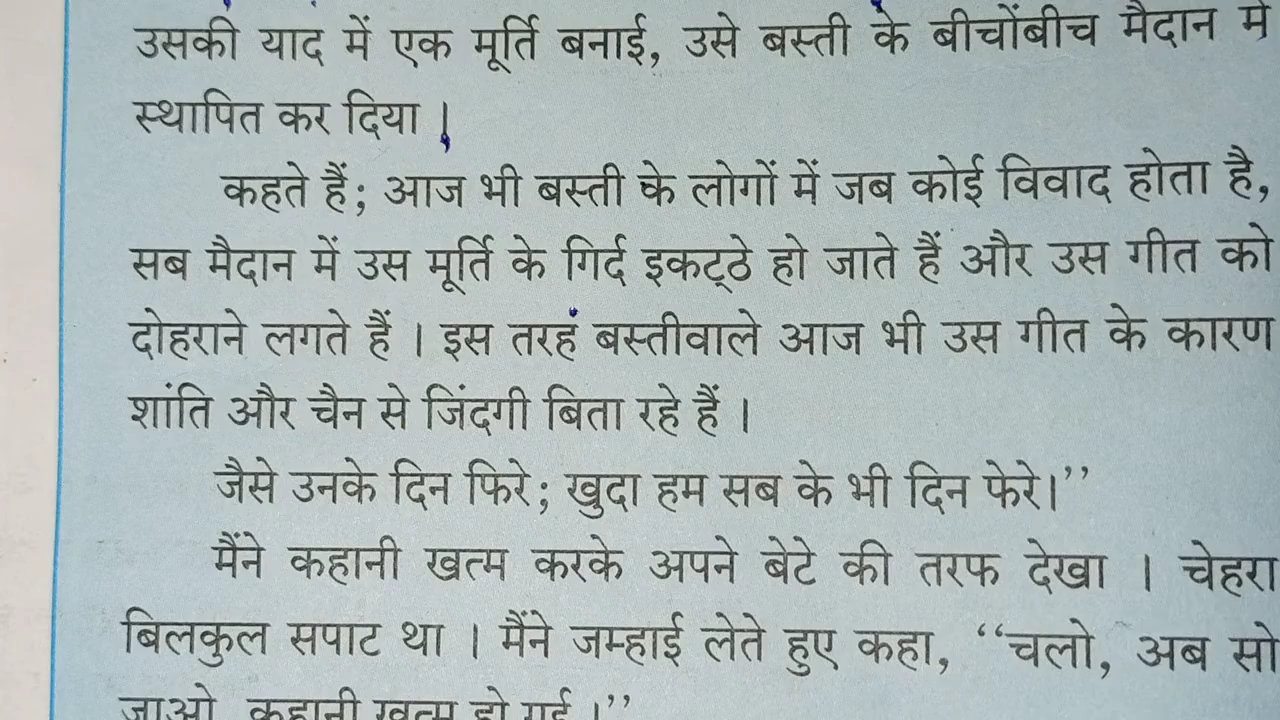 उसकी याद में एक मूर्ति बनाई, उसे बस्ती के बीचोंबीच मैदान में
स्थापित कर दिया ।
कहते हैं; आज भी बस्ती के लोगों में जब कोई विवाद होता है,
सब मैदान में उस मूर्ति के गिर्द इकट्ठे हो जाते हैं और उस गीत को
दोहराने लगते हैं । इस तरह बस्तीवाले आज भी उस गीत के कारण
शांति और चैन से जिंदगी बिता रहे हैं ।
जैसे उनके दिन फिरे; खुदा हम सब के भी दिन फेरे।’’
मैंने कहानी खत्म करके अपने बेटे की तरफ देखा । चेहरा
बिलकुल सपाट था । मैंने जम्हाई लेते हुए कहा, ‘‘चलो, अब सो
जाओ, कहानी खत्म हो गई ।’’